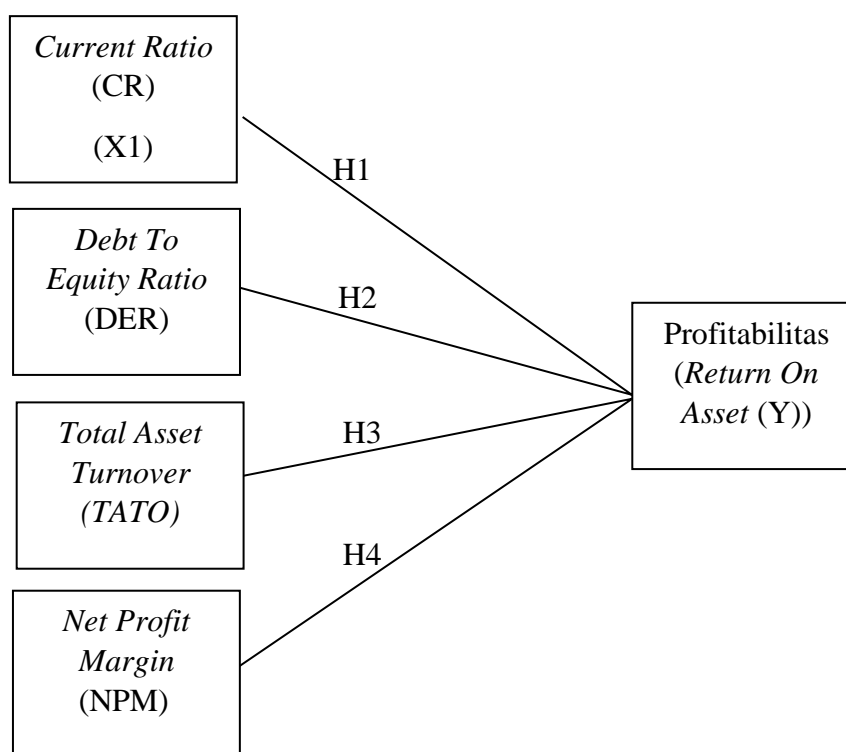 Current Ratio
(CR)
(X1)
H1
Debt To
Equity Ratio
(DER)
H2
Profitabilitas
(Return On
Asset (Y))
Total Asset
Turnover
(TATO)
H3
H4
Net Profit
Margin
(NPM)